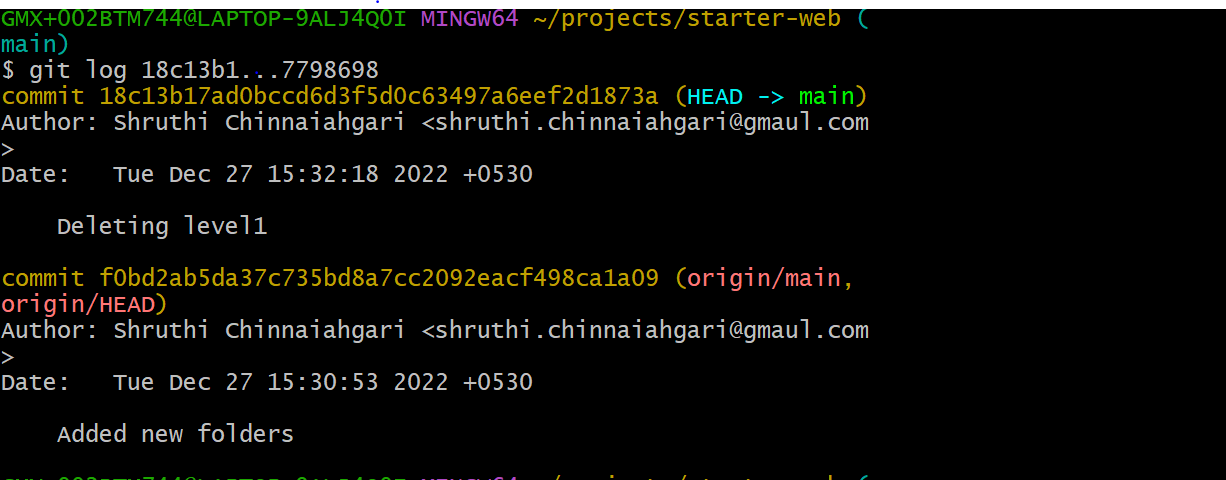 GMX+002BTM744@LAPTOP-9ALJ4Q0I MINGW64 ~/projects/starter-web (
main)
$ git log 18c13b1...7798698
commit 18c13b17ad0bccd6d3f5d0c63497a6eef2d1873a (HEAD -> main)
Author: Shruthi Chinnaiahgari <shruthi.chinnaiahgari@gmaul.com
>
Date:   Tue Dec 27 15:32:18 2022 +0530
    Deleting level1
commit f0bd2ab5da37c735bd8a7cc2092eacf498ca1a09 (origin/main,
origin/HEAD)
Author: Shruthi Chinnaiahgari <shruthi.chinnaiahgari@gmaul.com
>
Date:   Tue Dec 27 15:30:53 2022 +0530
    Added new folders